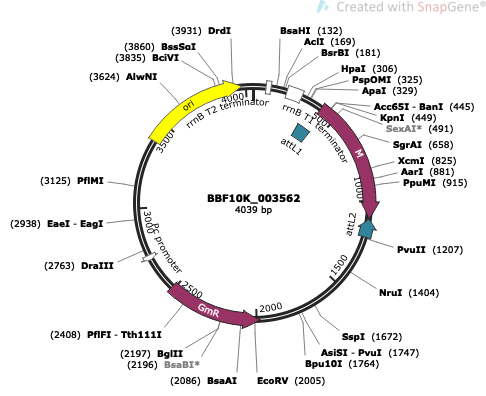 Created with SnapGene®
(3931) DrdI
(3860) BssSαI
(3835) BciVI
(3624) AlwNI
BsaHI (132)
AciI (169)
BsrBI (181)
HpaI (306)
PspOMI (325)
ApaI (329)
Acc65I - BanI (445)
KpnI (449)
SexAI* (491)
SgrAI (658)
XcmI (825)
AarI (881)
PpuMI (915)
PvuII (1207)
NruI (1404)
SspI (1672)
AsiSI - PvuI (1747)
Bpu10I (1764)
EcoRV (2005)
(2086) BsaAI
(2196) BsaBI*
(2197) BglII
(2408) PflFI - Tth111I
(2763) DraIII
(2938) EaeI - EagI
(3125) PflMI
BBF10K_003562
4039 bp
ori
rrnB T2 terminator
rrnB T1 terminator
attL1
M
attL2
GmR
Pc promoter
500
1000
1500
2000
2500
3000
3500
4000